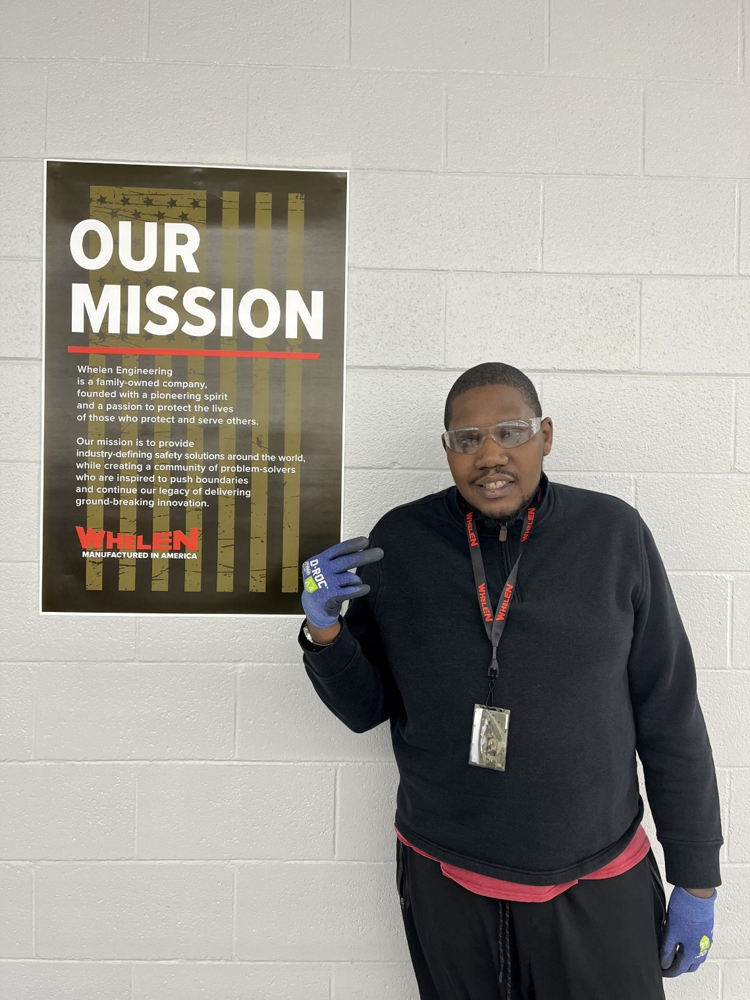 OUR
MISSION
Whelen Engineering
is a family-owned company,
founded with a pioneering spirit
and a passion to protect the lives
of those who protect and serve others.
Our mission is to provide
industry-defining safety solutions around the world,
while creating a community of problem-solvers
who are inspired to push boundaries
and continue our legacy of delivering
ground-breaking innovation.
WHELEN
MANUFACTURED IN AMERICA
D·ROC
A4
WHELEN
WHELEN
WHELEN
WHELEN
A4